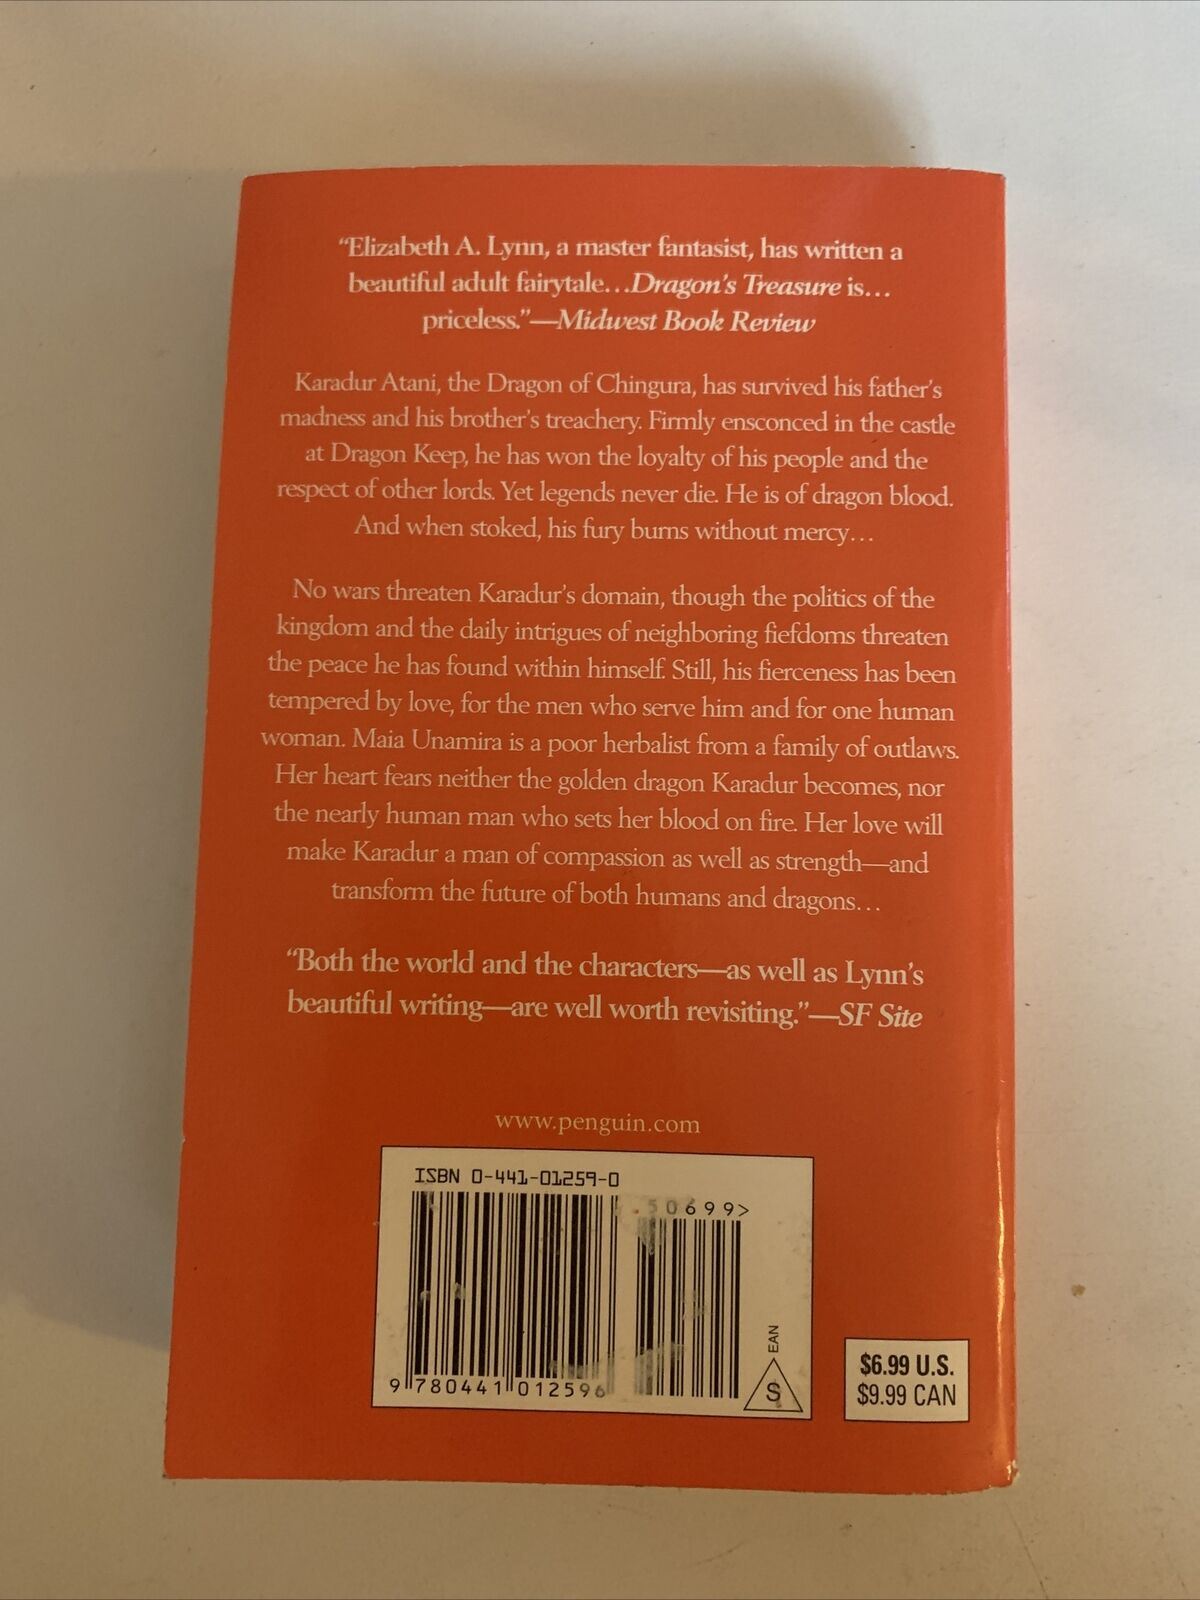 “Elizabeth A. Lynn, a master fantasist, has written a
beautiful adult fairytale…Dragon’s Treasure is…
priceless.”—Midwest Book Review
Karadur Atani, the Dragon of Chingura, has survived his father’s
madness and his brother’s treachery. Firmly ensconced in the castle
at Dragon Keep, he has won the loyalty of his people and the
respect of other lords. Yet legends never die. He is of dragon blood.
And when stoked, his fury burns without mercy…
No wars threaten Karadur’s domain, though the politics of the
kingdom and the daily intrigues of neighboring fiefdoms threaten
the peace he has found within himself. Still, his fierceness has been
tempered by love, for the men who serve him and for one human
woman. Maia Unamira is a poor herbalist from a family of outlaws.
Her heart fears neither the golden dragon Karadur becomes, nor
the nearly human man who sets her blood on fire. Her love will
make Karadur a man of compassion as well as strength—and
transform the future of both humans and dragons…
“Both the world and the characters—as well as Lynn’s
beautiful writing—are well worth revisiting.”—SF Site
www.penguin.com
ISBN 0-441-01259-0
50699>
9 780441 012596
EAN
S
$6.99 U.S.
$9.99 CAN